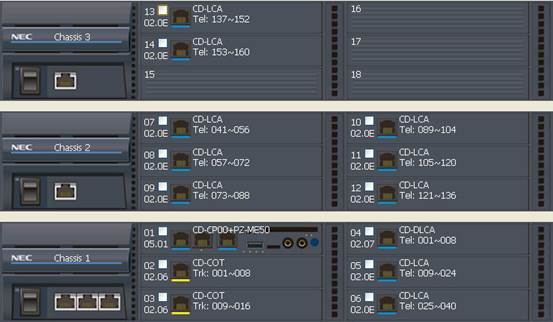 13 CD-LCA
02.0E Tel: 137~152
16
NEC Chassis 3
14 CD-LCA
02.0E Tel: 153~160
17
15
18
07 CD-LCA
02.0E Tel: 041~056
10 CD-LCA
02.0E Tel: 089~104
NEC Chassis 2
08 CD-LCA
02.0E Tel: 057~072
11 CD-LCA
02.0E Tel: 105~120
09 CD-LCA
02.0E Tel: 073~088
12 CD-LCA
02.0E Tel: 121~136
01 CD-CP00+PZ-ME50
05.01
04 CD-DLCA
02.07 Tel: 001~008
NEC Chassis 1
02 CD-COT
02.06 Trk: 001~008
05 CD-LCA
02.0E Tel: 009~024
03 CD-COT
02.06 Trk: 009~016
06 CD-LCA
02.0E Tel: 025~040